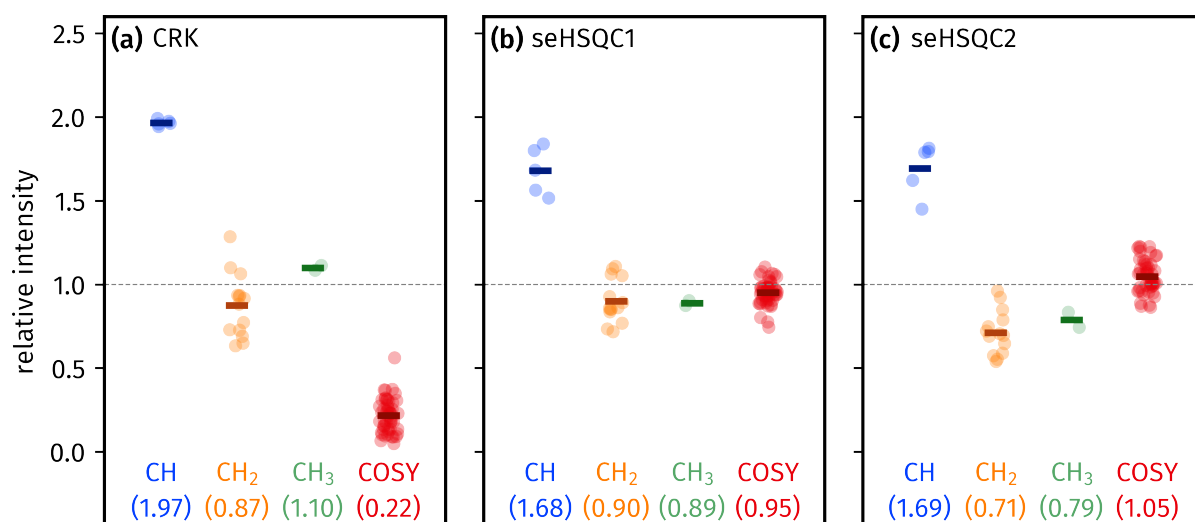 (a) CRK
(b) seHSQC1
(c) seHSQC2
relative intensity
2.5
2.0
1.5
1.0
0.5
0.0
CH CH₂ CH₃ COSY
(1.97) (0.87) (1.10) (0.22)
CH CH₂ CH₃ COSY
(1.68) (0.90) (0.89) (0.95)
CH CH₂ CH₃ COSY
(1.69) (0.71) (0.79) (1.05)